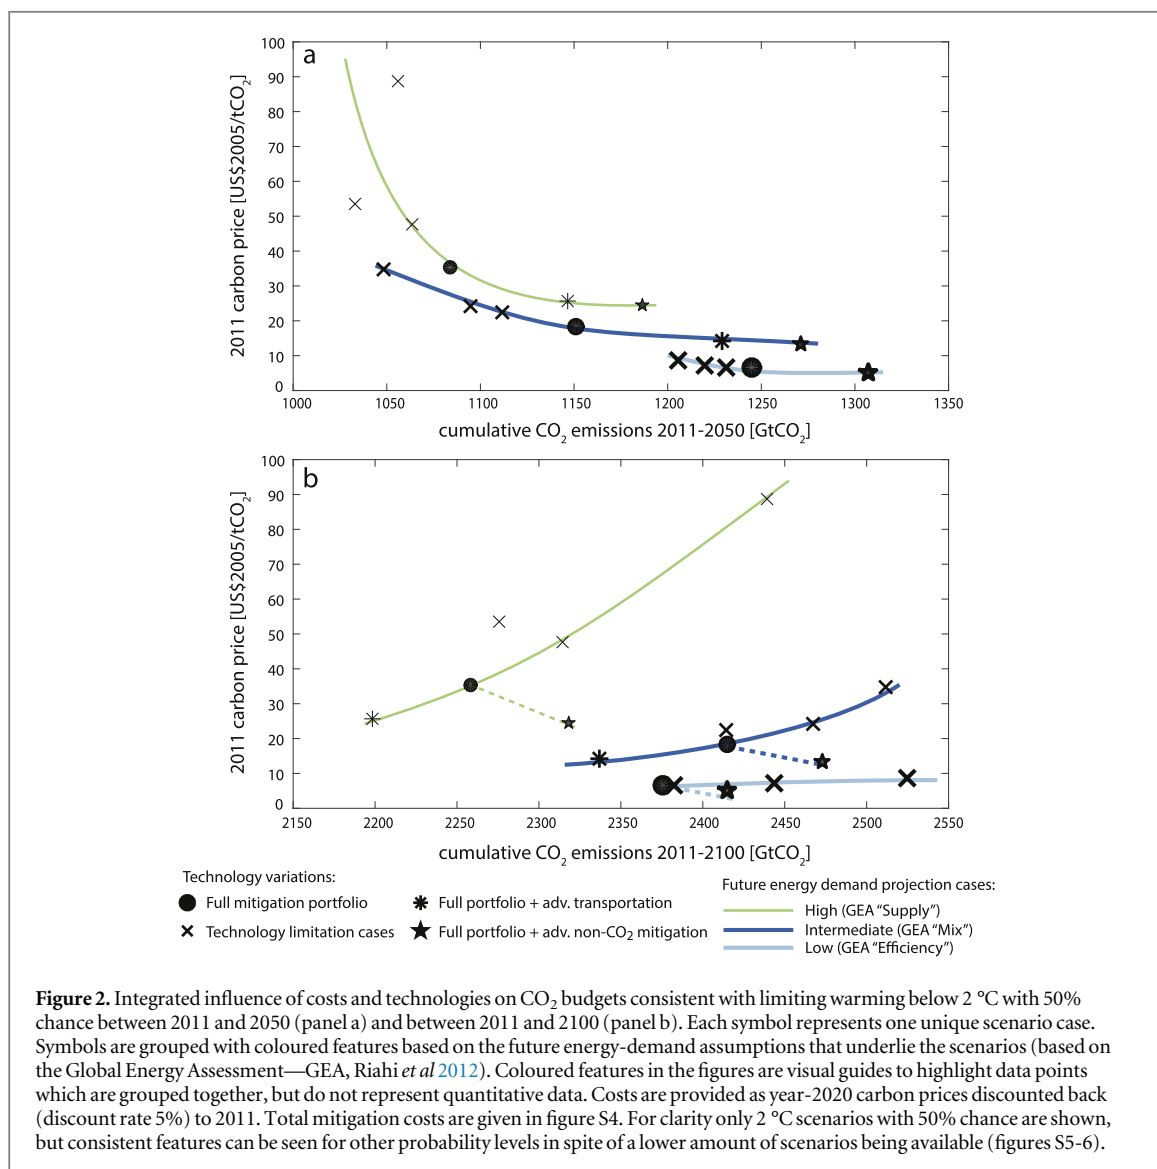 a
100
90
80
70
60
50
40
30
20
10
0
2011 carbon price [US$2005/tCO2]
1000 1050 1100 1150 1200 1250 1300 1350
cumulative CO2 emissions 2011-2050 [GtCO2]
b
100
90
80
70
60
50
40
30
20
10
0
2011 carbon price [US$2005/tCO2]
2150 2200 2250 2300 2350 2400 2450 2500 2550
cumulative CO2 emissions 2011-2100 [GtCO2]
Technology variations:
Full mitigation portfolio
Technology limitation cases
Full portfolio + adv. transportation
Full portfolio + adv. non-CO2 mitigation
Future energy demand projection cases:
High (GEA “Supply”)
Intermediate (GEA “Mix”)
Low (GEA “Efficiency”)
Figure 2. Integrated influence of costs and technologies on CO2 budgets consistent with limiting warming below 2 °C with 50%
chance between 2011 and 2050 (panel a) and between 2011 and 2100 (panel b). Each symbol represents one unique scenario case.
Symbols are grouped with coloured features based on the future energy-demand assumptions that underlie the scenarios (based on
the Global Energy Assessment—GEA, Riahi et al 2012). Coloured features in the figures are visual guides to highlight data points
which are grouped together, but do not represent quantitative data. Costs are provided as year-2020 carbon prices discounted back
(discount rate 5%) to 2011. Total mitigation costs are given in figure S4. For clarity only 2 °C scenarios with 50% chance are shown,
but consistent features can be seen for other probability levels in spite of a lower amount of scenarios being available (figures S5-6).